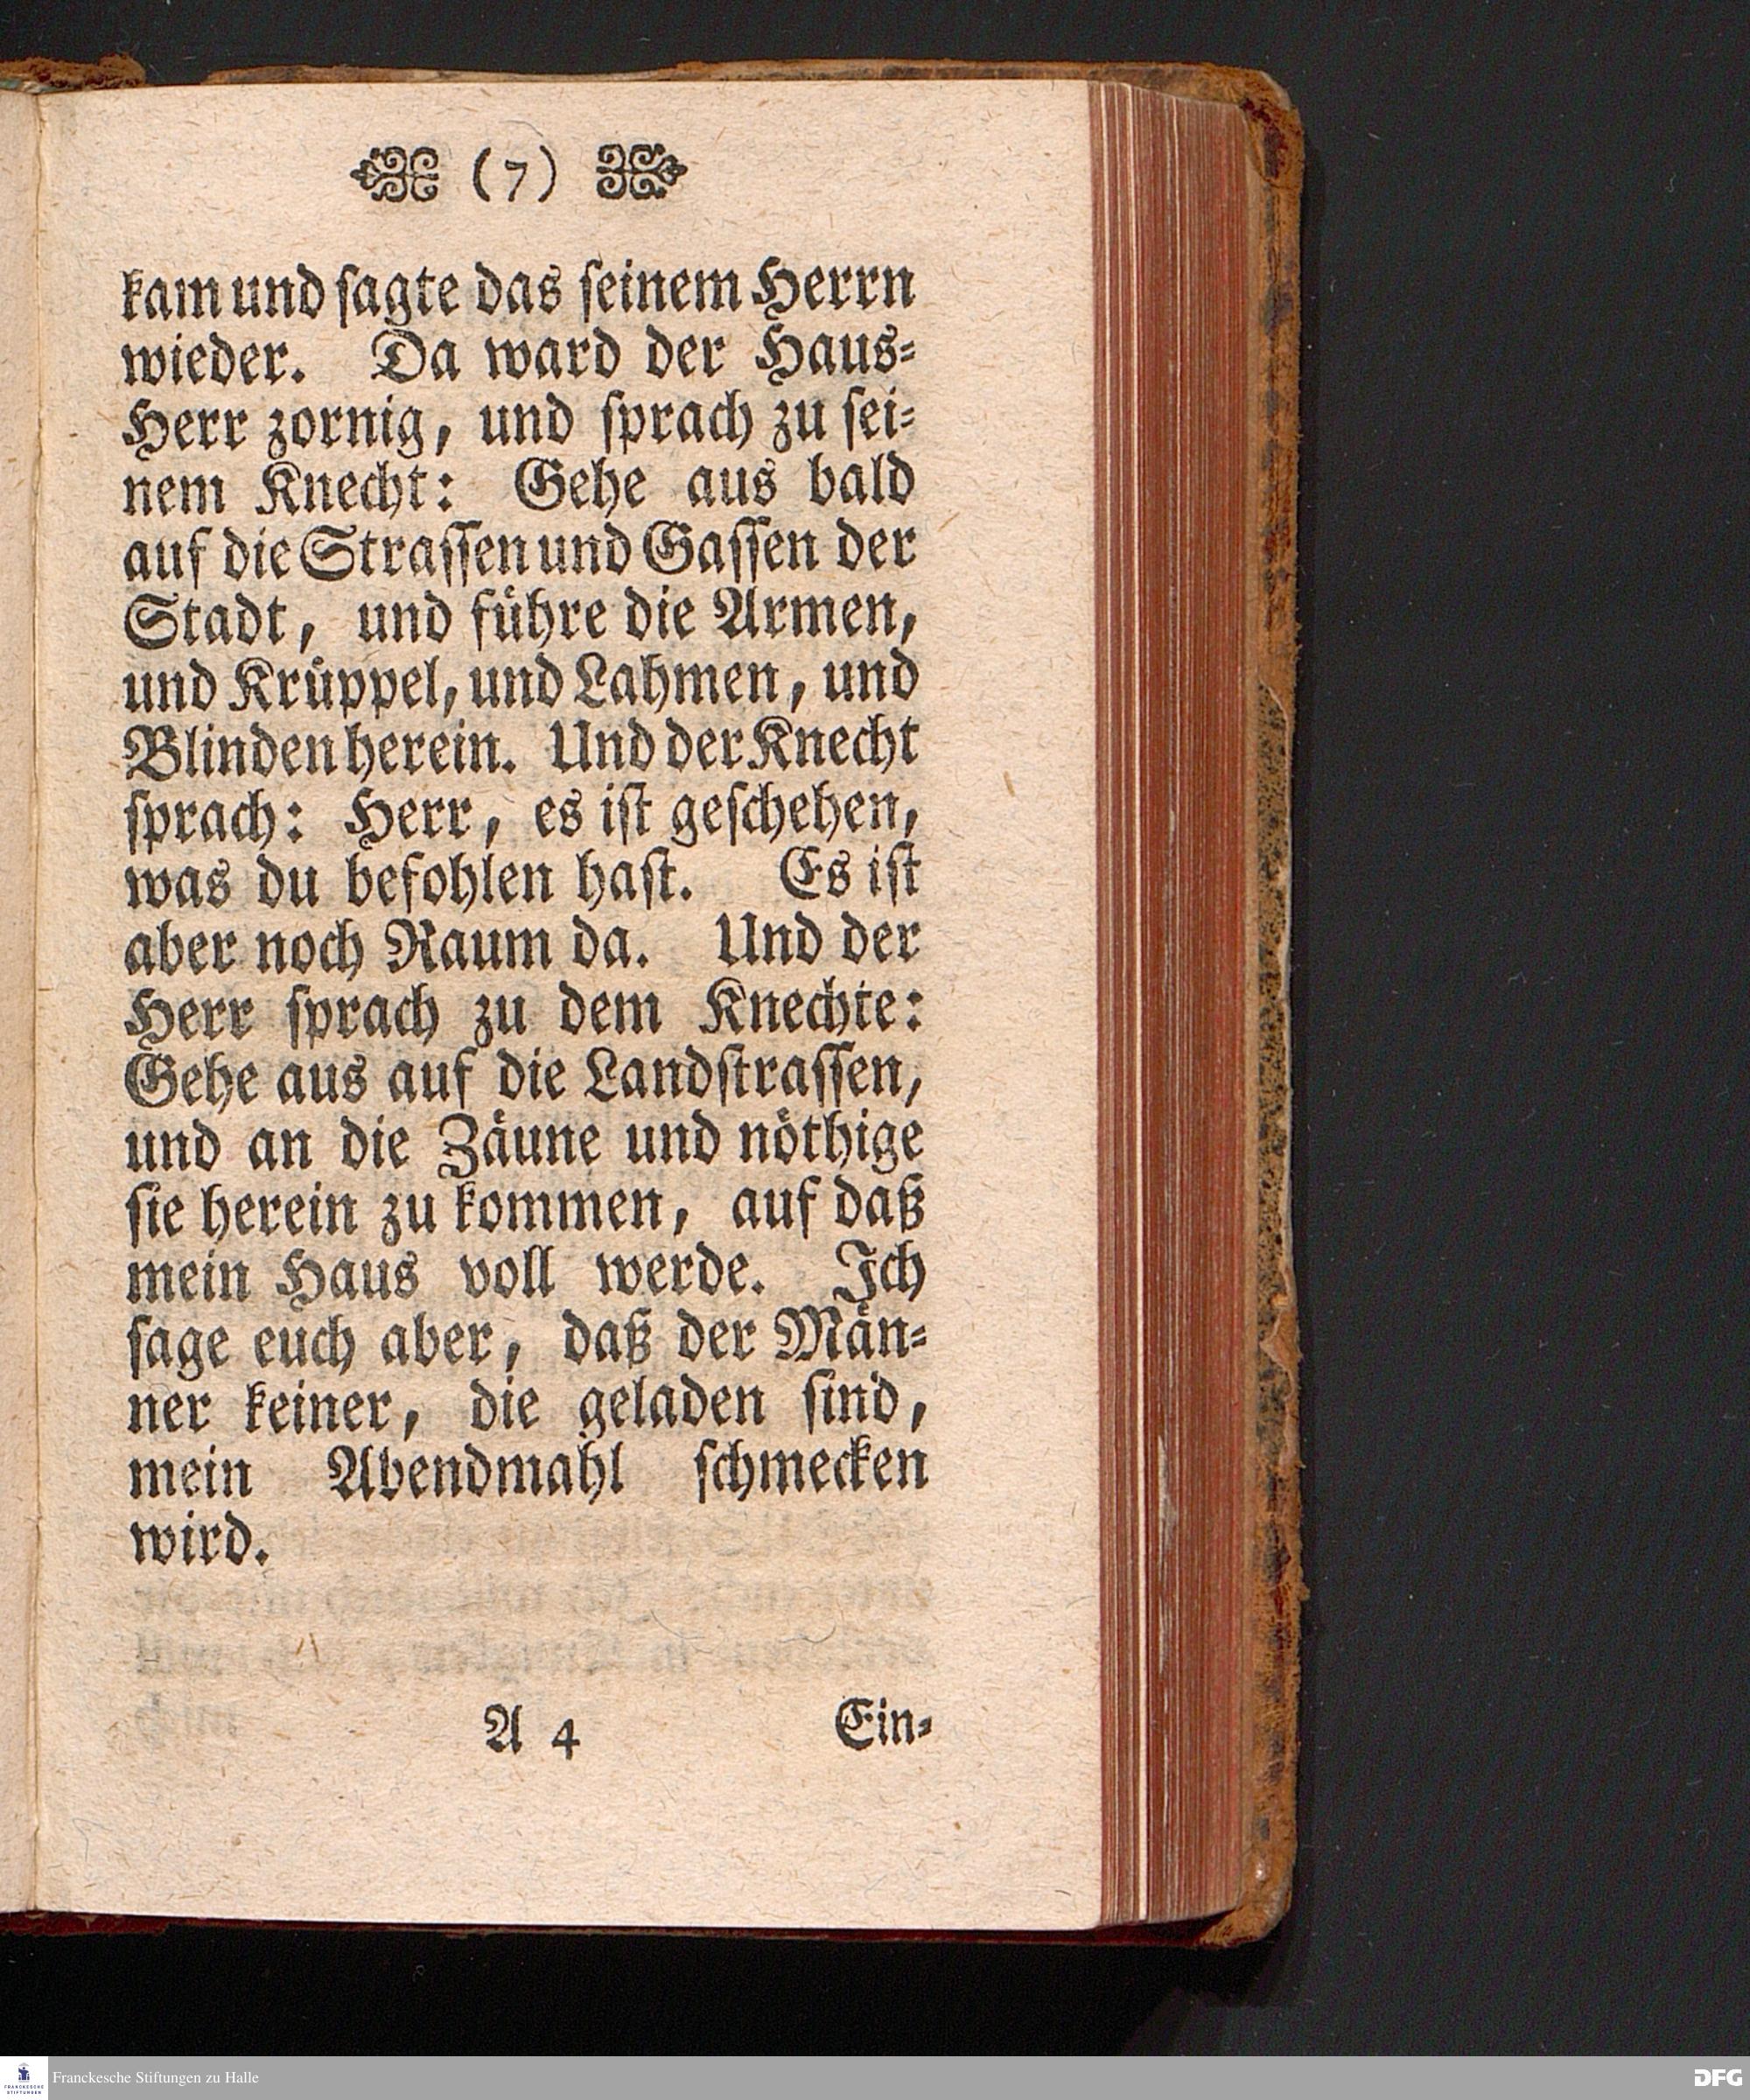 (7)
kam und ſagte das ſeinem Herrn
wieder. Da ward der Haus-
Herr zornig, und ſprach zu ſei-
nem Knecht: Gehe aus bald
auf die Straſſen und Gaſſen der
Stadt, und führe die Armen,
und Krüppel, und Lahmen, und
Blinden herein. Und der Knecht
ſprach: Herr, es iſt geſchehen,
was du befohlen haſt. Es iſt
aber noch Raum da. Und der
Herr ſprach zu dem Knechte:
Gehe aus auf die Landſtraſſen,
und an die Zäune und nöthige
ſie herein zu kommen, auf daß
mein Haus voll werde. Ich
ſage euch aber, daß der Män-
ner keiner, die geladen ſind,
mein Abendmahl ſchmecken
wird.
A 4 Ein-
FRANCKESCHE STIFTUNGEN
Franckesche Stiftungen zu Halle
DFG